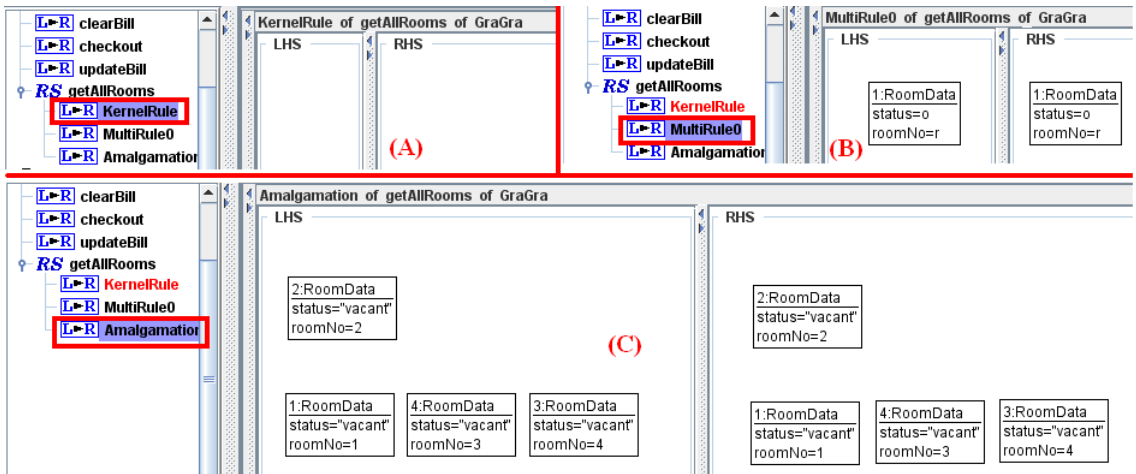 L►R clearBill
L►R checkout
L►R updateBill
RS getAllRooms
L►R KernelRule
L►R MultiRule0
L►R Amalgamation
KernelRule of getAllRooms of GraGra
LHS
RHS
(A)
L►R clearBill
L►R checkout
L►R updateBill
RS getAllRooms
L►R KernelRule
L►R MultiRule0
L►R Amalgamation
MultiRule0 of getAllRooms of GraGra
LHS
1:RoomData
status=o
roomNo=r
RHS
1:RoomData
status=o
roomNo=r
(B)
L►R clearBill
L►R checkout
L►R updateBill
RS getAllRooms
L►R KernelRule
L►R MultiRule0
L►R Amalgamation
Amalgamation of getAllRooms of GraGra
LHS
2:RoomData
status="vacant"
roomNo=2
1:RoomData
status="vacant"
roomNo=1
4:RoomData
status="vacant"
roomNo=3
3:RoomData
status="vacant"
roomNo=4
(C)
RHS
2:RoomData
status="vacant"
roomNo=2
1:RoomData
status="vacant"
roomNo=1
4:RoomData
status="vacant"
roomNo=3
3:RoomData
status="vacant"
roomNo=4